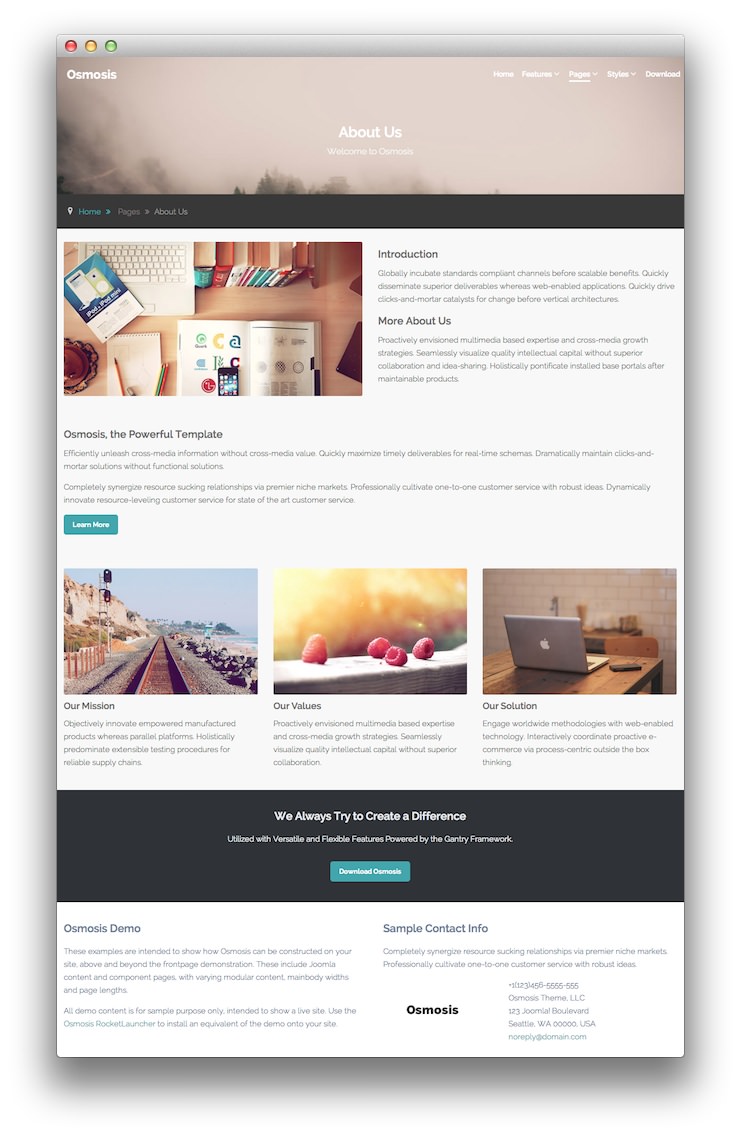 Osmosis
Home Features Pages Styles Download
About Us
Welcome to Osmosis
Home » Pages » About Us
iPod + iPad mini
Quark
LG
Introduction
Globally incubate standards compliant channels before scalable benefits. Quickly
disseminate superior deliverables whereas web-enabled applications. Quickly drive
clicks-and-mortar catalysts for change before vertical architectures.
More About Us
Proactively envisioned multimedia based expertise and cross-media growth
strategies. Seamlessly visualize quality intellectual capital without superior
collaboration and idea-sharing. Holistically pontificate installed base portals after
maintainable products.
Osmosis, the Powerful Template
Efficiently unleash cross-media information without cross-media value. Quickly maximize timely deliverables for real-time schemas. Dramatically maintain clicks-and-
mortar solutions without functional solutions.
Completely synergize resource sucking relationships via premier niche markets. Professionally cultivate one-to-one customer service with robust ideas. Dynamically
innovate resource-leveling customer service for state of the art customer service.
Learn More
Our Mission
Objectively innovate empowered manufactured
products whereas parallel platforms. Holistically
predominate extensible testing procedures for
reliable supply chains.
Our Values
Proactively envisioned multimedia based expertise
and cross-media growth strategies. Seamlessly
visualize quality intellectual capital without superior
collaboration.
Our Solution
Engage worldwide methodologies with web-enabled
technology. Interactively coordinate proactive e-
commerce via process-centric outside the box
thinking.
We Always Try to Create a Difference
Utilized with Versatile and Flexible Features Powered by the Gantry Framework.
Download Osmosis
Osmosis Demo
These examples are intended to show how Osmosis can be constructed on your
site, above and beyond the frontpage demonstration. These include Joomla
content and component pages, with varying modular content, mainbody widths
and page lengths.
All demo content is for sample purpose only, intended to show a live site. Use the
Osmosis RocketLauncher to install an equivalent of the demo onto your site.
Sample Contact Info
Completely synergize resource sucking relationships via premier niche markets.
Professionally cultivate one-to-one customer service with robust ideas.
Osmosis
+1(123)456-5555-555
Osmosis Theme, LLC
123 Joomla! Boulevard
Seattle, WA 00000, USA
noreply@domain.com